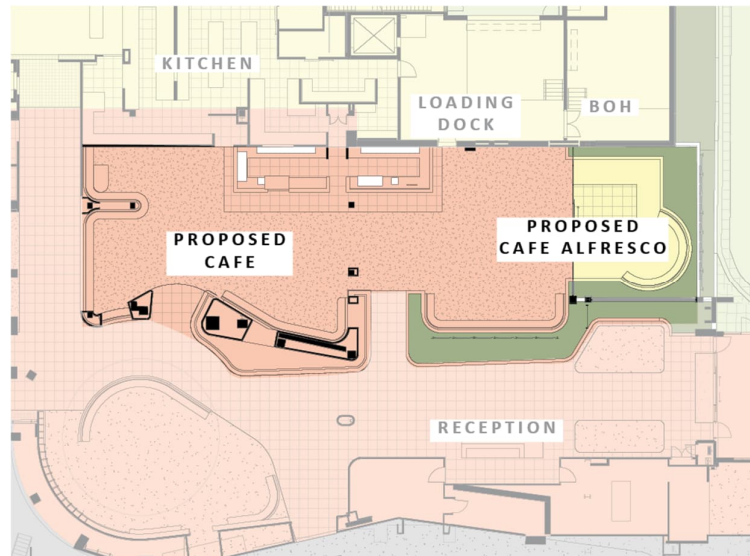 KITCHEN
LOADING
DOCK
BOH
PROPOSED
CAFE
PROPOSED
CAFE ALFRESCO
RECEPTION